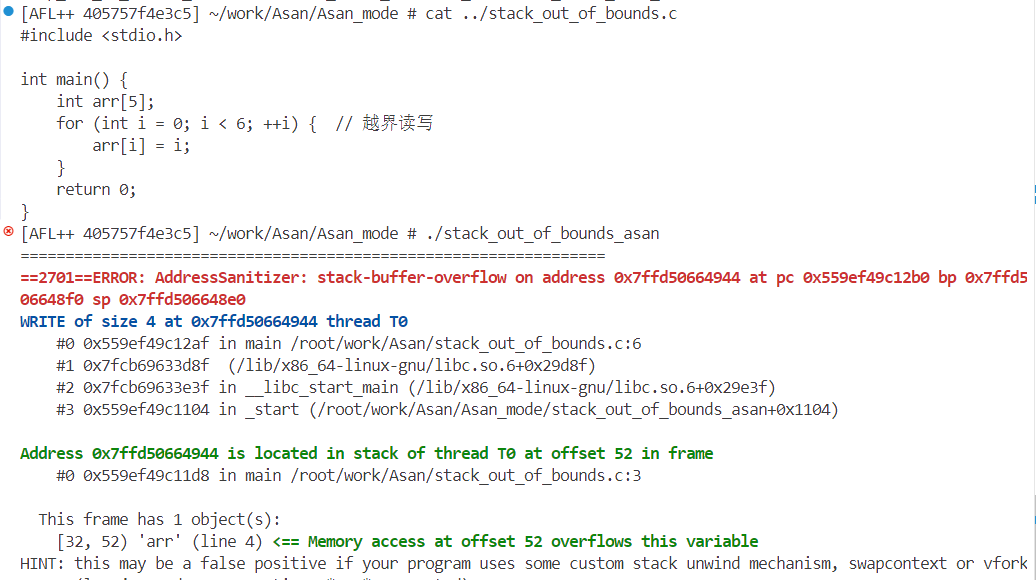 [AFL++ 405757f4e3c5] ~/work/Asan/Asan_mode # cat ../stack_out_of_bounds.c
#include <stdio.h>
int main() {
    int arr[5];
    for (int i = 0; i < 6; ++i) {  // 越界读写
        arr[i] = i;
    }
    return 0;
}
[AFL++ 405757f4e3c5] ~/work/Asan/Asan_mode # ./stack_out_of_bounds_asan
=================================================================
==2701==ERROR: AddressSanitizer: stack-buffer-overflow on address 0x7ffd50664944 at pc 0x559ef49c12b0 bp 0x7ffd5
06648f0 sp 0x7ffd506648e0
WRITE of size 4 at 0x7ffd50664944 thread T0
    #0 0x559ef49c12af in main /root/work/Asan/stack_out_of_bounds.c:6
    #1 0x7fcb69633d8f  (/lib/x86_64-linux-gnu/libc.so.6+0x29d8f)
    #2 0x7fcb69633e3f in __libc_start_main (/lib/x86_64-linux-gnu/libc.so.6+0x29e3f)
    #3 0x559ef49c1104 in _start (/root/work/Asan/Asan_mode/stack_out_of_bounds_asan+0x1104)
Address 0x7ffd50664944 is located in stack of thread T0 at offset 52 in frame
    #0 0x559ef49c11d8 in main /root/work/Asan/stack_out_of_bounds.c:3
  This frame has 1 object(s):
    [32, 52) 'arr' (line 4) <== Memory access at offset 52 overflows this variable
HINT: this may be a false positive if your program uses some custom stack unwind mechanism, swapcontext or vfork